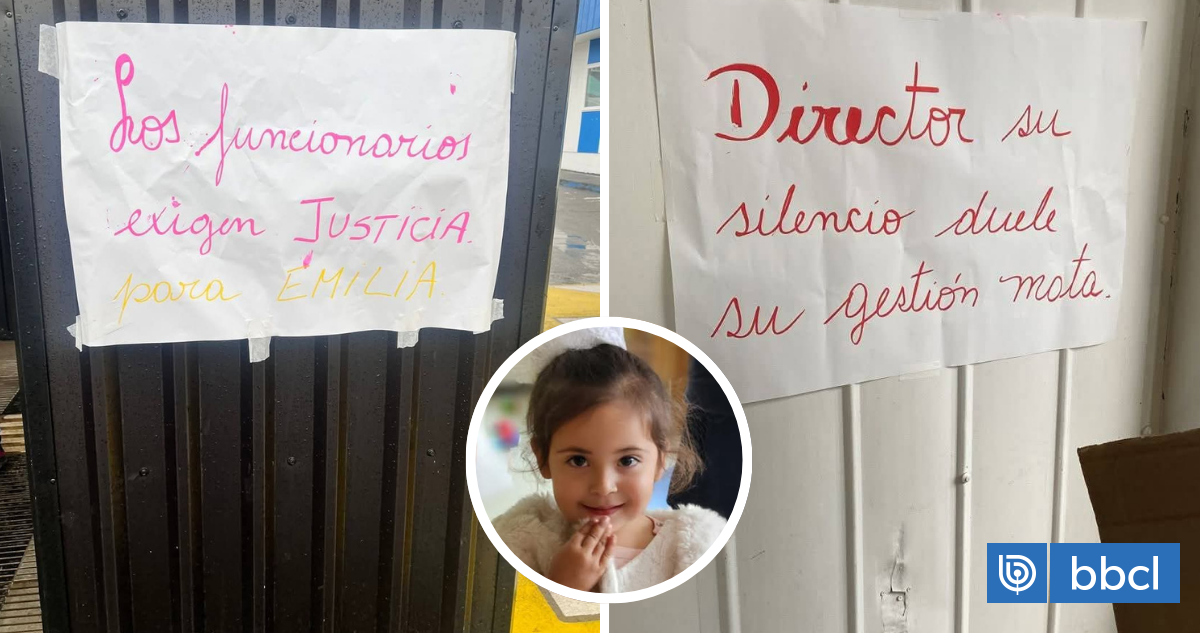 Los funcionarios
exigen JUSTICIA.
para EMILIA.
Director su
silencio duele
su gestión mata.
bbcl